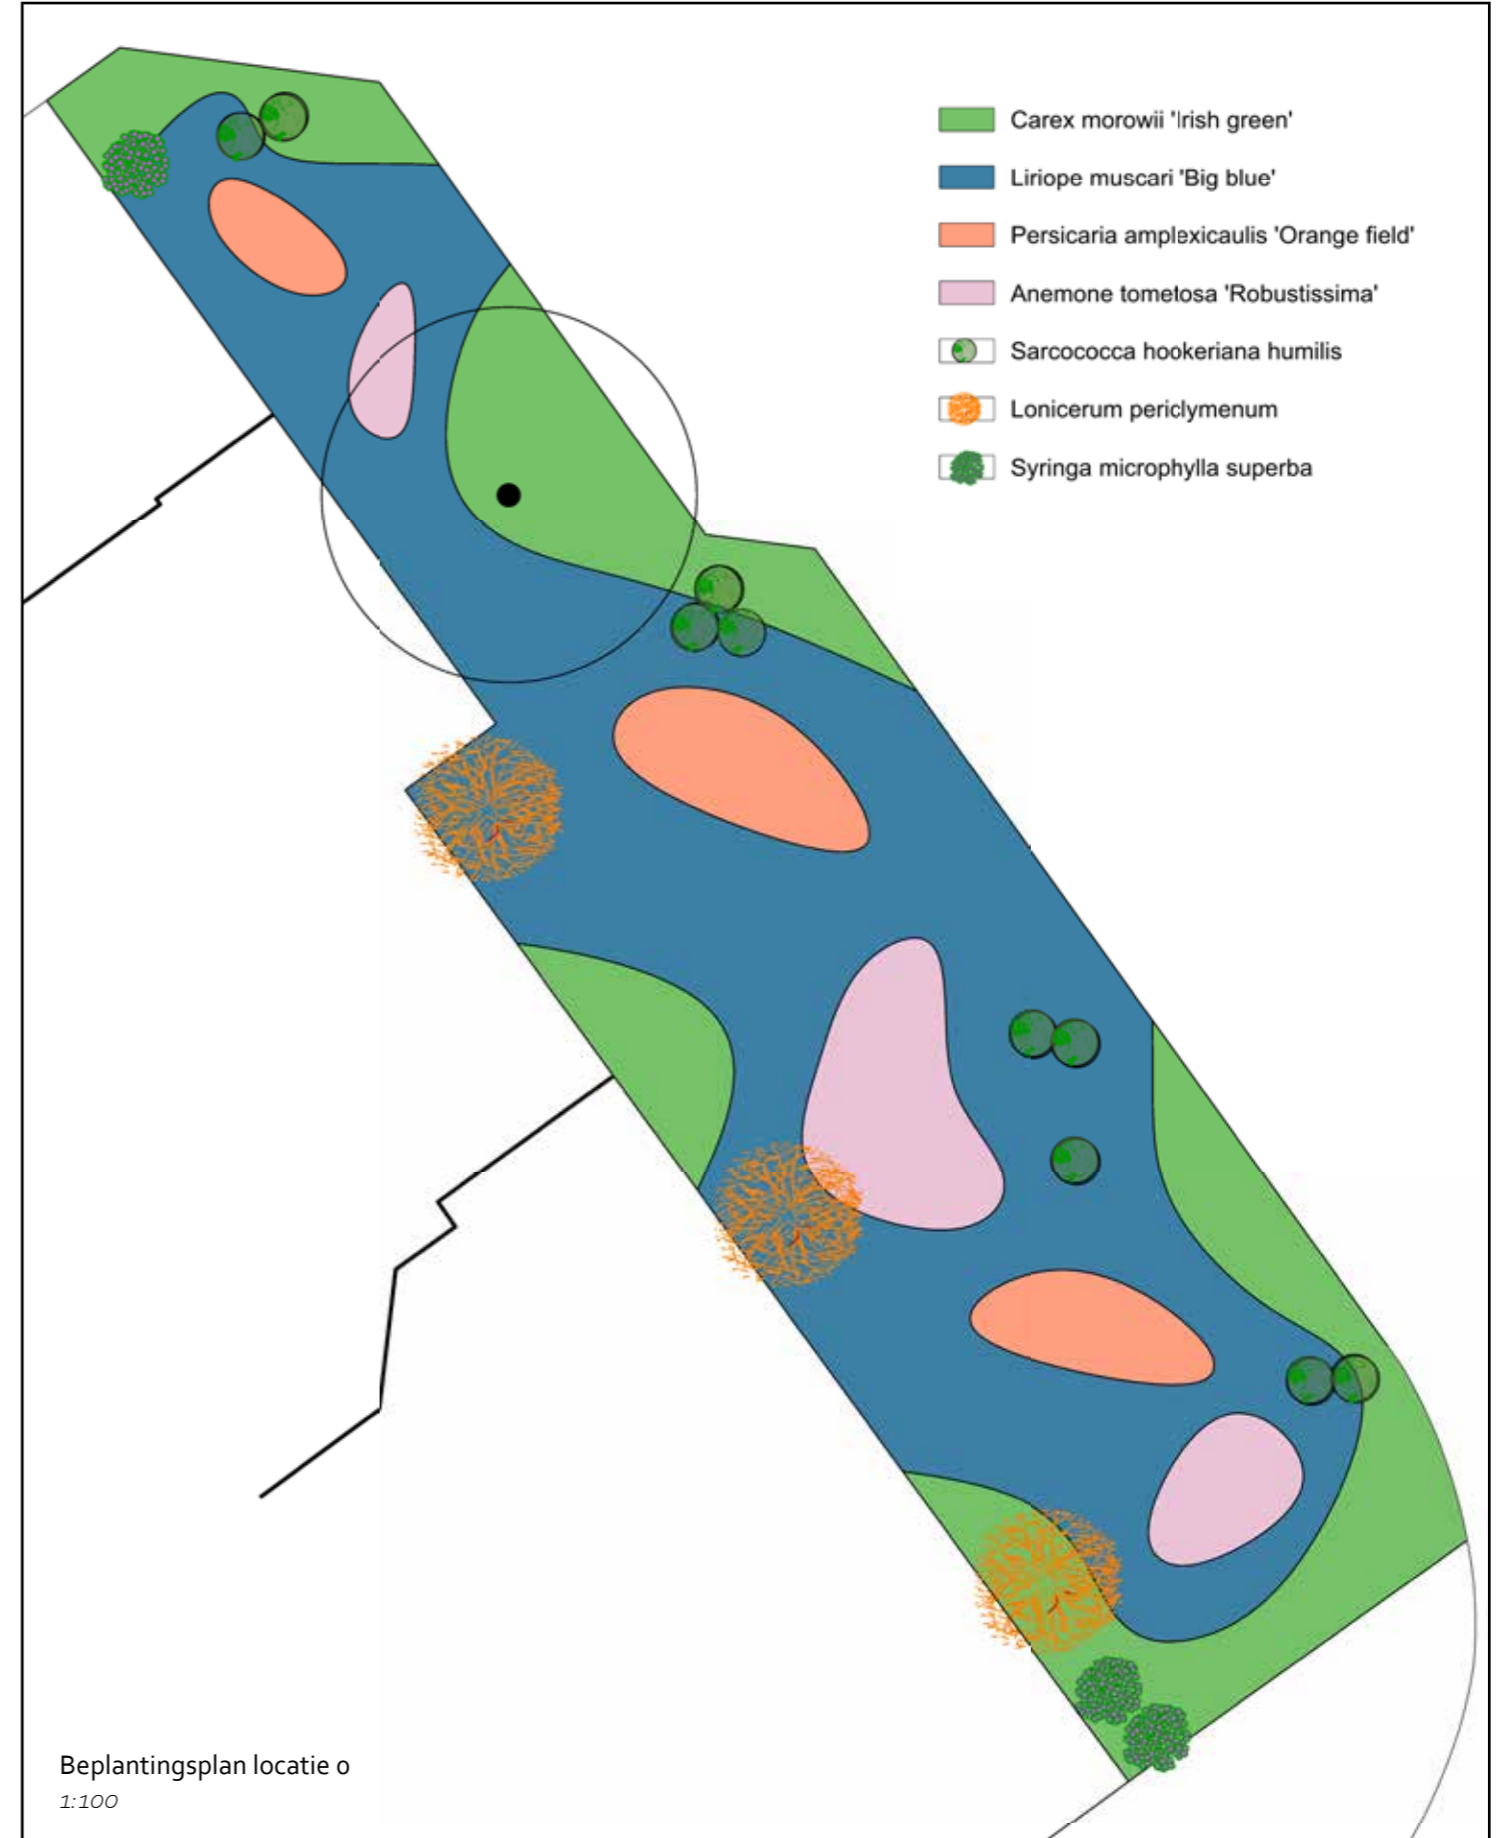 Carex morowii 'Irish green'
Liriope muscari 'Big blue'
Persicaria amplexicaulis 'Orange field'
Anemone tometosa 'Robustissima'
Sarcococca hookeriana humilis
Lonicerum periclymenum
Syringa microphylla superba
Beplantingsplan locatie 0
1:100